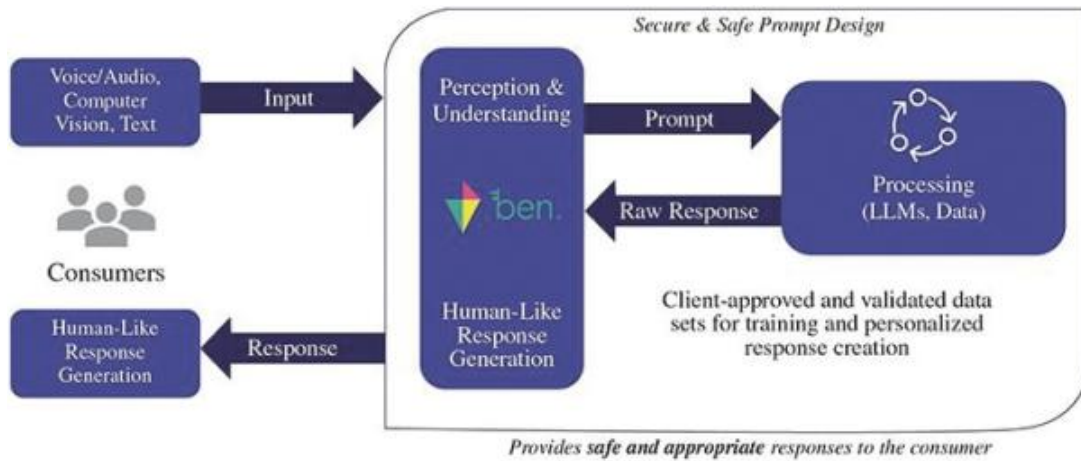 Secure & Safe Prompt Design
Voice/Audio,
Computer
Vision, Text
Input
Perception &
Understanding
Prompt
Processing
(LLMs, Data)
ben.
Raw Response
Consumers
Human-Like
Response
Generation
Response
Human-Like
Response
Generation
Client-approved and validated data
sets for training and personalized
response creation
Provides safe and appropriate responses to the consumer